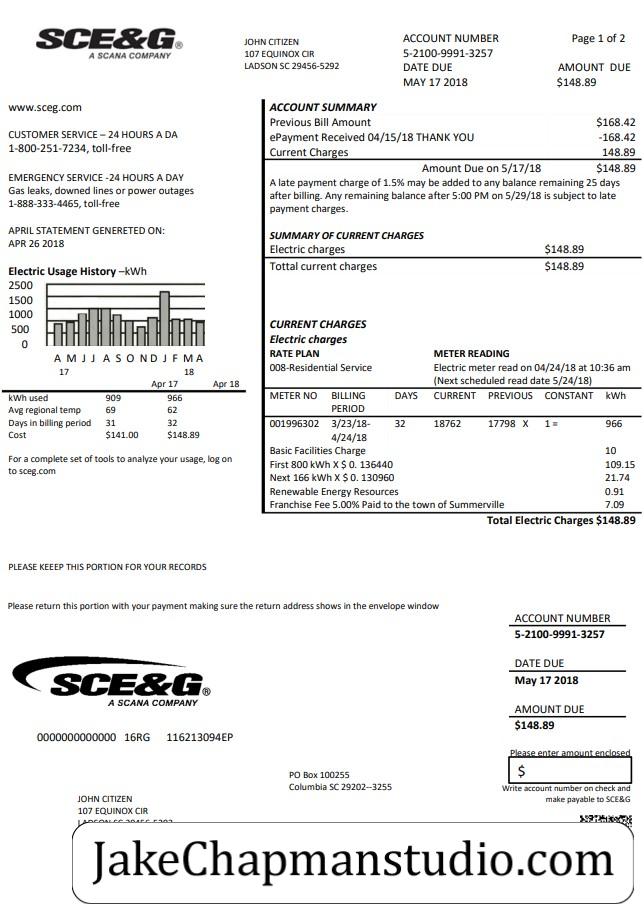 SCE&G®
A SCANA COMPANY
JOHN CITIZEN
107 EQUINOX CIR
LADSON SC 29456-5292
ACCOUNT NUMBER
5-2100-9991-3257
DATE DUE
MAY 17 2018
Page 1 of 2
AMOUNT DUE
$148.89
www.sceg.com
CUSTOMER SERVICE – 24 HOURS A DA
1-800-251-7234, toll-free
EMERGENCY SERVICE -24 HOURS A DAY
Gas leaks, downed lines or power outages
1-888-333-4465, toll-free
APRIL STATEMENT GENERETED ON:
APR 26 2018
Electric Usage History –kWh
2500
1500
1000
500
0
A M J J A S O N D J F M A
17 18
Apr 17 Apr 18
kWh used 909 966
Avg regional temp 69 62
Days in billing period 31 32
Cost $141.00 $148.89
For a complete set of tools to analyze your usage, log on
to sceg.com
ACCOUNT SUMMARY
Previous Bill Amount $168.42
ePayment Received 04/15/18 THANK YOU -168.42
Current Charges 148.89
Amount Due on 5/17/18 $148.89
A late payment charge of 1.5% may be added to any balance remaining 25 days
after billing. Any remaining balance after 5:00 PM on 5/29/18 is subject to late
payment charges.
SUMMARY OF CURRENT CHARGES
Electric charges $148.89
Tottal current charges $148.89
CURRENT CHARGES
Electric charges
RATE PLAN METER READING
008-Residential Service Electric meter read on 04/24/18 at 10:36 am
(Next scheduled read date 5/24/18)
METER NO BILLING PERIOD DAYS CURRENT PREVIOUS CONSTANT kWh
001996302 3/23/18- 32 18762 17798 X 1 = 966
4/24/18
Basic Facilities Charge 10
First 800 kWh X $ 0. 136440 109.15
Next 166 kWh X $ 0. 130960 21.74
Renewable Energy Resources 0.91
Franchise Fee 5.00% Paid to the town of Summerville 7.09
Total Electric Charges $148.89
PLEASE KEEEP THIS PORTION FOR YOUR RECORDS
Please return this portion with your payment making sure the return address shows in the envelope window
ACCOUNT NUMBER
5-2100-9991-3257
DATE DUE
May 17 2018
AMOUNT DUE
$148.89
Please enter amount enclosed
$
Write account number on check and
make payable to SCE&G
SCE&G®
A SCANA COMPANY
0000000000000 16RG 116213094EP
PO Box 100255
Columbia SC 29202--3255
JOHN CITIZEN
107 EQUINOX CIR
LADSON SC 29456-5292
JakeChapmanstudio.com